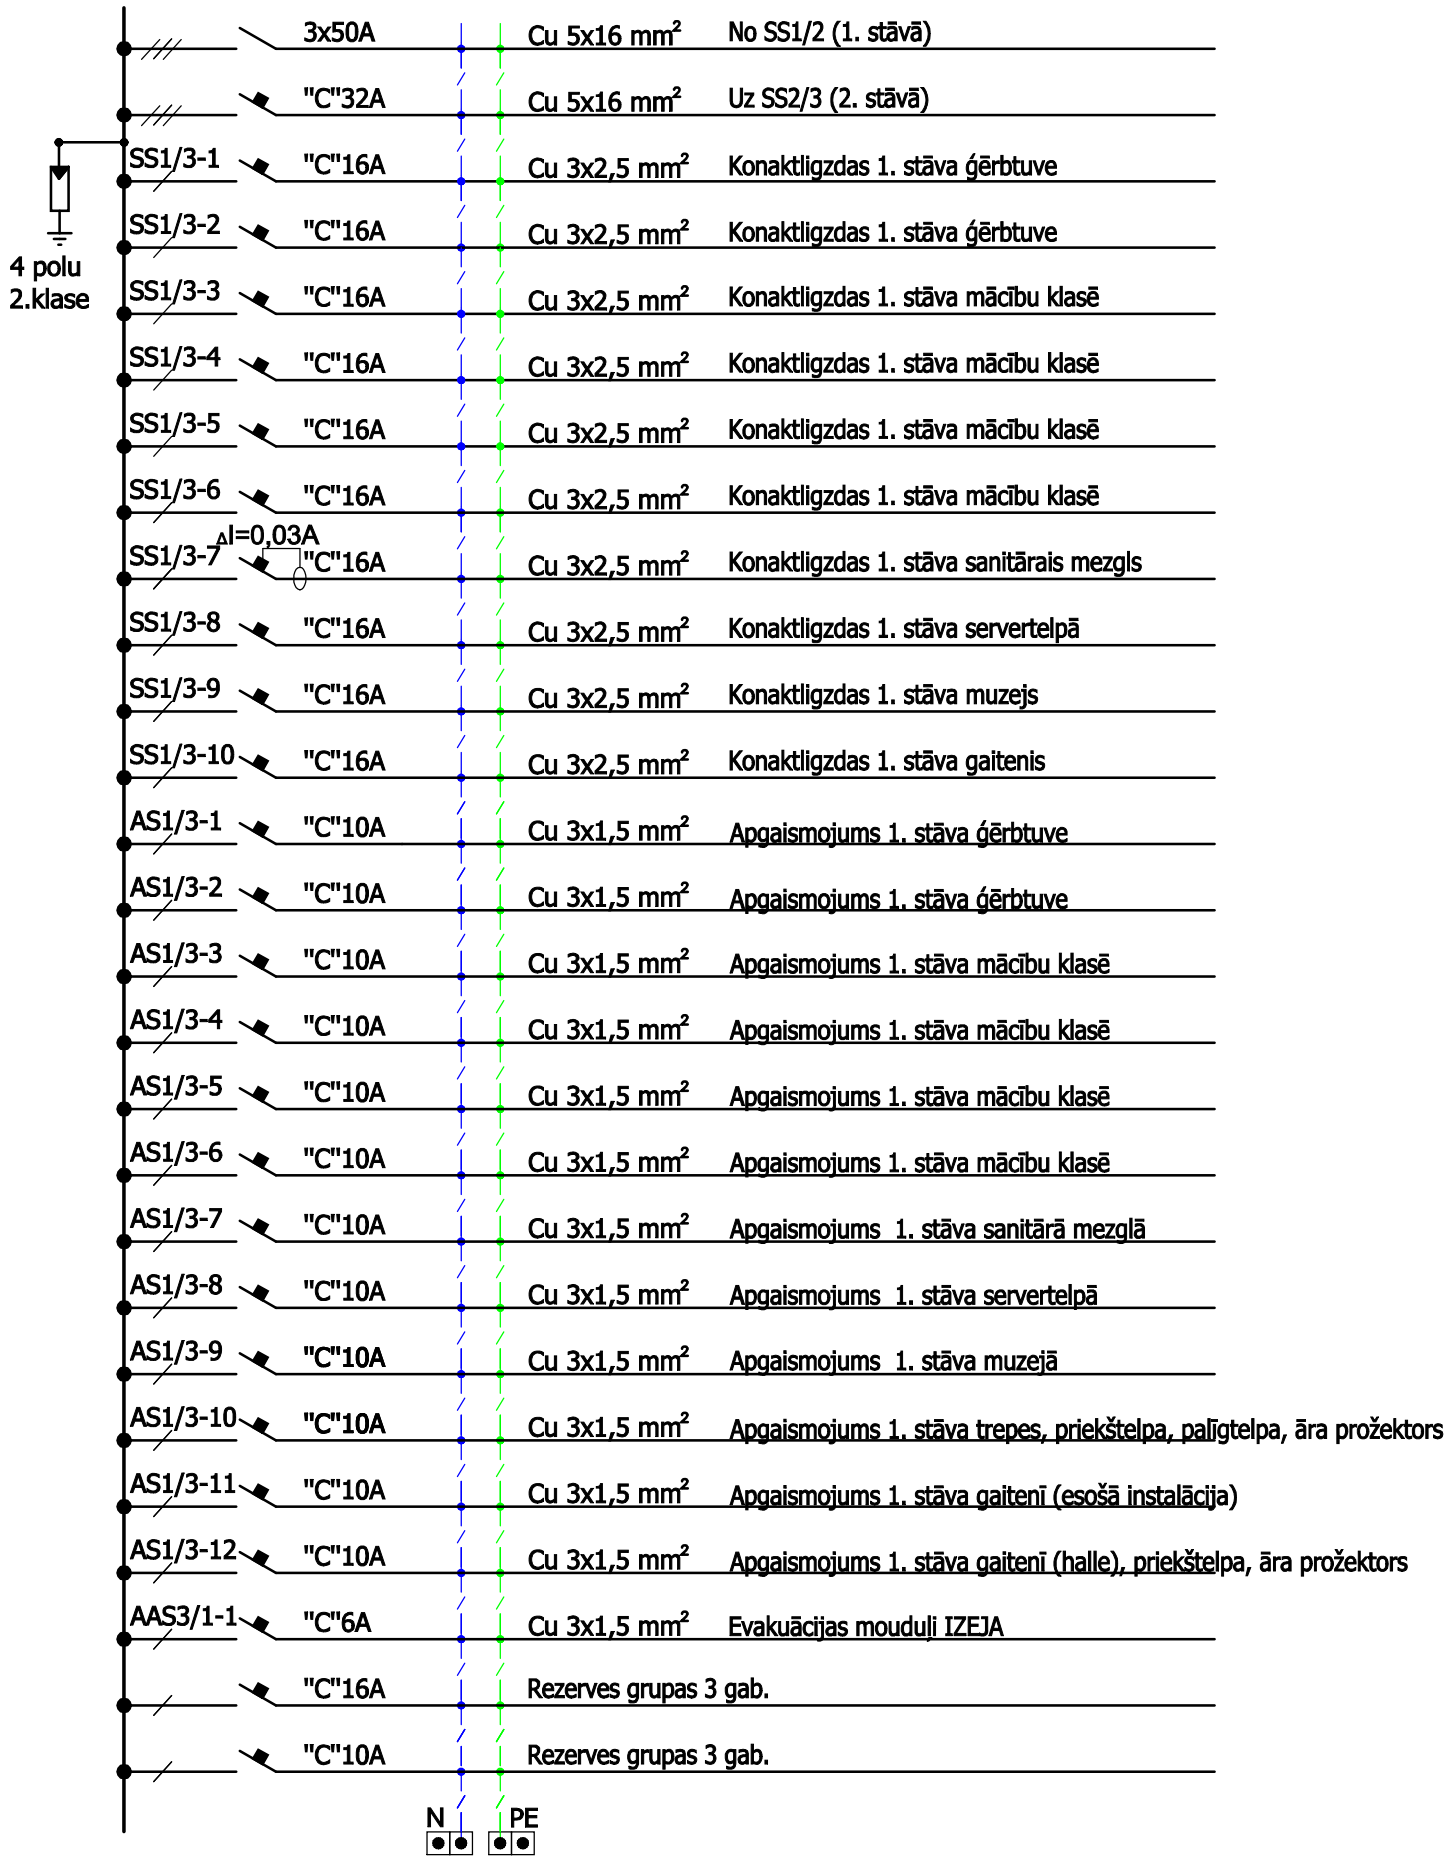 3x50A Cu 5x16 mm² No SS1/2 (1. stāvā)
"C"32A Cu 5x16 mm² Uz SS2/3 (2. stāvā)
SS1/3-1 "C"16A Cu 3x2,5 mm² Konaktligzdas 1. stāva ģērbtuve
SS1/3-2 "C"16A Cu 3x2,5 mm² Konaktligzdas 1. stāva ģērbtuve
4 polu
2.klase
SS1/3-3 "C"16A Cu 3x2,5 mm² Konaktligzdas 1. stāva mācību klasē
SS1/3-4 "C"16A Cu 3x2,5 mm² Konaktligzdas 1. stāva mācību klasē
SS1/3-5 "C"16A Cu 3x2,5 mm² Konaktligzdas 1. stāva mācību klasē
SS1/3-6 "C"16A Cu 3x2,5 mm² Konaktligzdas 1. stāva mācību klasē
ΔI=0,03A
SS1/3-7 "C"16A Cu 3x2,5 mm² Konaktligzdas 1. stāva sanitārais mezgls
SS1/3-8 "C"16A Cu 3x2,5 mm² Konaktligzdas 1. stāva servertelpā
SS1/3-9 "C"16A Cu 3x2,5 mm² Konaktligzdas 1. stāva muzejs
SS1/3-10 "C"16A Cu 3x2,5 mm² Konaktligzdas 1. stāva gaitenis
AS1/3-1 "C"10A Cu 3x1,5 mm² Apgaismojums 1. stāva ģērbtuve
AS1/3-2 "C"10A Cu 3x1,5 mm² Apgaismojums 1. stāva ģērbtuve
AS1/3-3 "C"10A Cu 3x1,5 mm² Apgaismojums 1. stāva mācību klasē
AS1/3-4 "C"10A Cu 3x1,5 mm² Apgaismojums 1. stāva mācību klasē
AS1/3-5 "C"10A Cu 3x1,5 mm² Apgaismojums 1. stāva mācību klasē
AS1/3-6 "C"10A Cu 3x1,5 mm² Apgaismojums 1. stāva mācību klasē
AS1/3-7 "C"10A Cu 3x1,5 mm² Apgaismojums 1. stāva sanitārā mezglā
AS1/3-8 "C"10A Cu 3x1,5 mm² Apgaismojums 1. stāva servertelpā
AS1/3-9 "C"10A Cu 3x1,5 mm² Apgaismojums 1. stāva muzejā
AS1/3-10 "C"10A Cu 3x1,5 mm² Apgaismojums 1. stāva trepes, priekštelpa, palīgtelpa, āra prožektors
AS1/3-11 "C"10A Cu 3x1,5 mm² Apgaismojums 1. stāva gaitenī (esošā instalācija)
AS1/3-12 "C"10A Cu 3x1,5 mm² Apgaismojums 1. stāva gaitenī (halle), priekštelpa, āra prožektors
AAS3/1-1 "C"6A Cu 3x1,5 mm² Evakuācijas mouduļi IZEJA
"C"16A Rezerves grupas 3 gab.
"C"10A Rezerves grupas 3 gab.
N PE